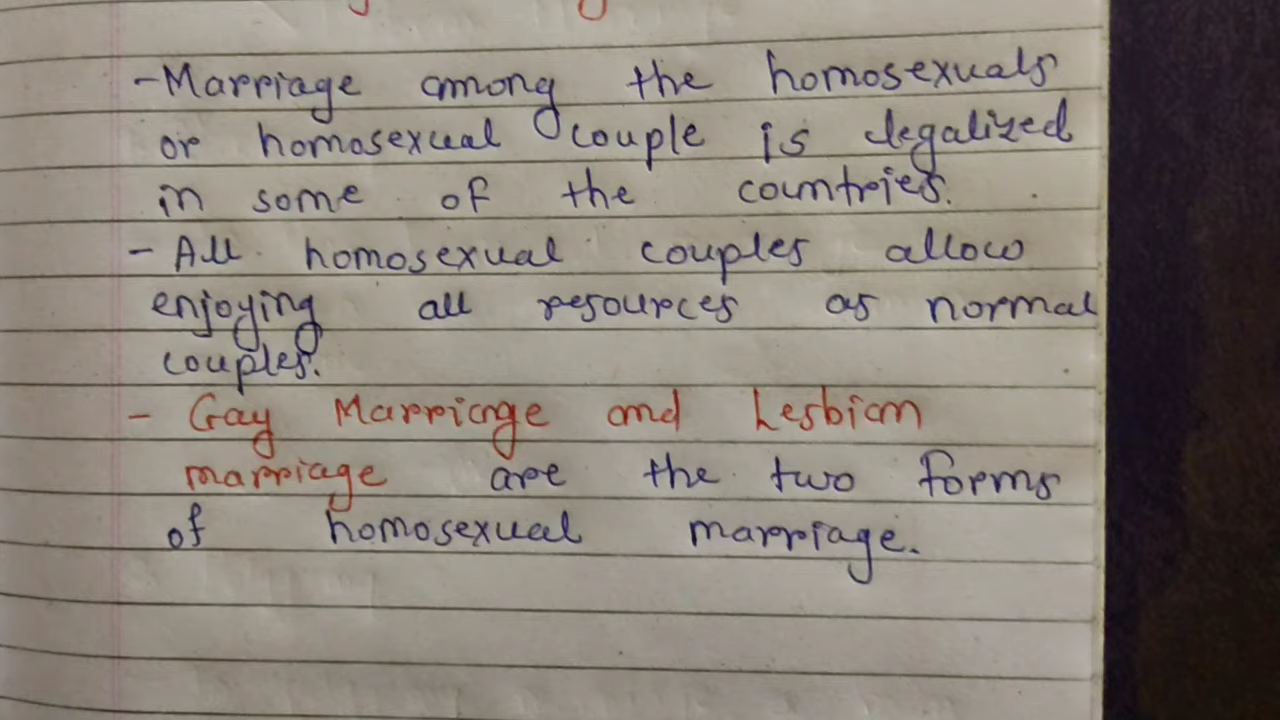 - Marriage among the homosexuals
or homosexual couple is legalized
in some of the countries.
- All homosexual couples allow
enjoying all resources as normal
couples.
- Gay Marriage and Lesbian
marriage are the two forms
of homosexual marriage.